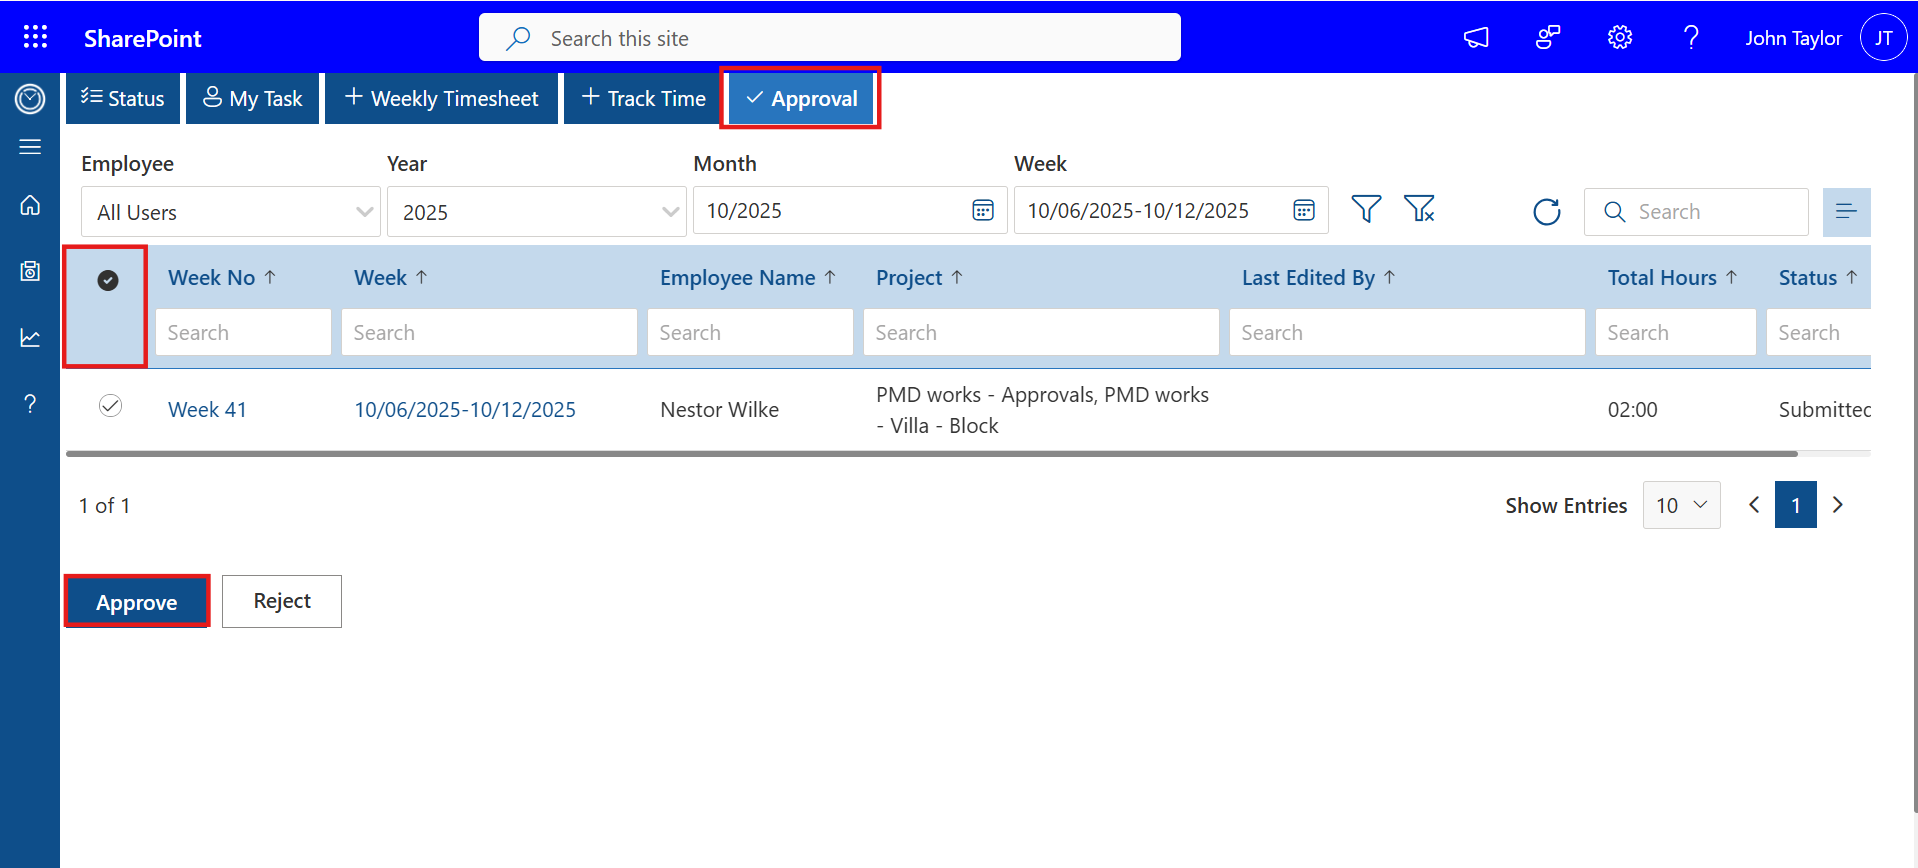 SharePoint
Search this site
John Taylor
JT
Status
My Task
Weekly Timesheet
Track Time
Approval
Employee
Year
Month
Week
All Users
2025
10/2025
10/06/2025-10/12/2025
Search
Week No
Week
Employee Name
Project
Last Edited By
Total Hours
Status
Search
Search
Search
Search
Search
Search
Search
Week 41
10/06/2025-10/12/2025
Nestor Wilke
PMD works - Approvals, PMD works
- Villa - Block
02:00
Submitted
1 of 1
Show Entries
10
1
Approve
Reject